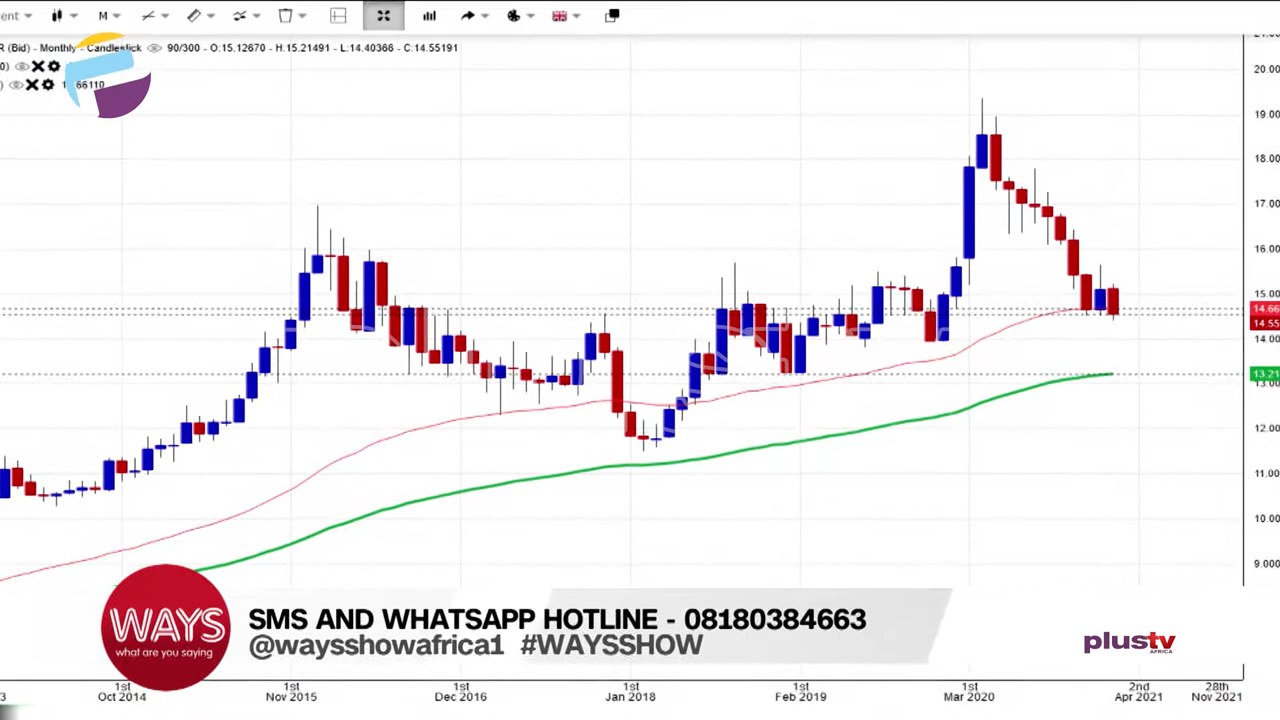 ent M
R (Bid) - Monthly - Candlestick 90/300 - O:15.12670 - H:15.21491 - L:14.40366 - C:14.55191
0)
) 66110
20.00
19.00
18.00
17.00
16.00
15.00
14.66
14.55
14.00
13.21
13.00
12.00
11.00
10.00
9.000
WAYS
what are you saying
SMS AND WHATSAPP HOTLINE - 08180384663
@waysshowafrica1 #WAYSSHOW
plustv
AFRICA
3
1st
Oct 2014
1st
Nov 2015
1st
Dec 2016
1st
Jan 2018
1st
Feb 2019
1st
Mar 2020
2nd
Apr 2021
28th
Nov 2021